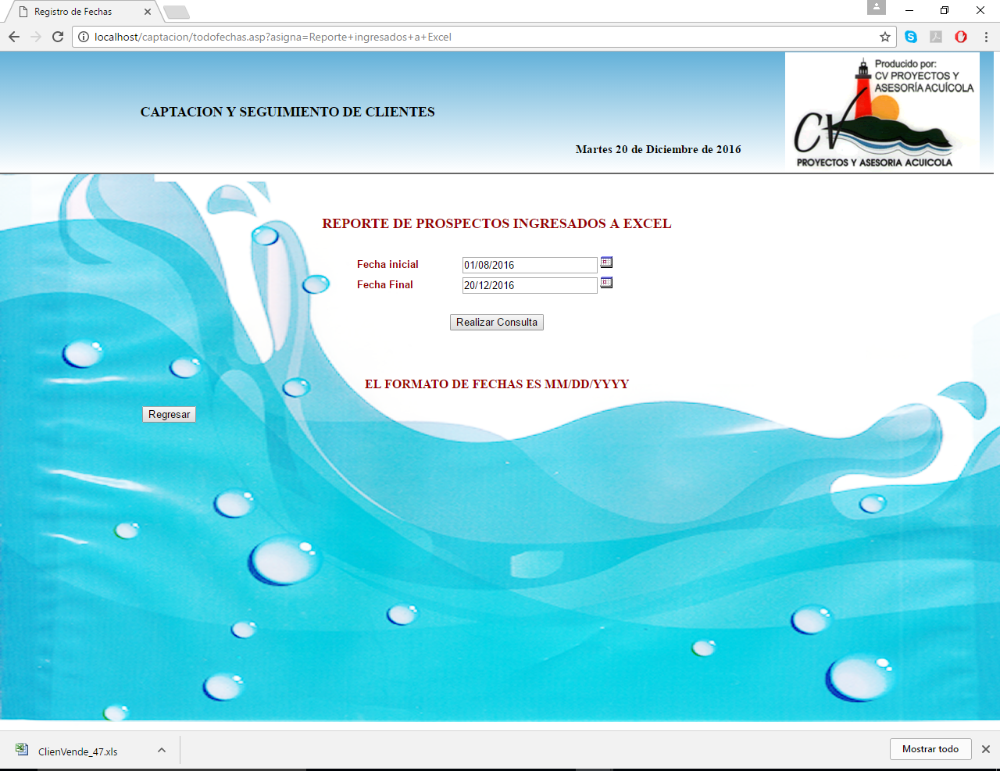 Registro de Fechas
localhost/captacion/todofechas.asp?asigna=Reporte+ingresados+a+Excel
Producido por:
CV PROYECTOS Y
ASESORÍA ACUÍCOLA
CAPTACION Y SEGUIMIENTO DE CLIENTES
CV
Martes 20 de Diciembre de 2016
PROYECTOS Y ASESORIA ACUICOLA
REPORTE DE PROSPECTOS INGRESADOS A EXCEL
Fecha inicial 01/08/2016
Fecha Final 20/12/2016
Realizar Consulta
EL FORMATO DE FECHAS ES MM/DD/YYYY
Regresar
ClienVende_47.xls
Mostrar todo